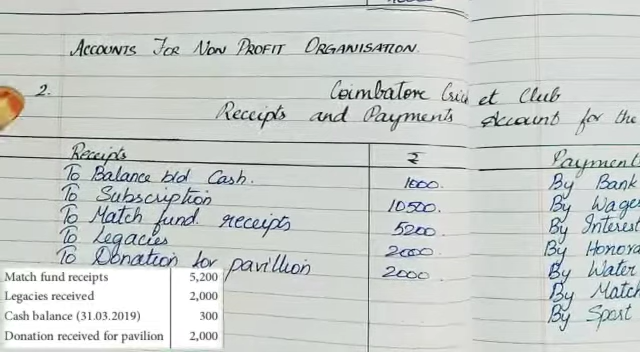 ACCOUNTS FOR NON PROFIT ORGANISATION.
2.
Coimbatore Cricket Club
Receipts and Payments Account for the
Receipts ₹ Payment
To Balance b/d Cash. 1000. By Bank
To Subscription 10500. By Wages
To Match fund receipts 5200. By Interest
To Legacies 2000. By Honora
To Donation for pavillion 2000. By Water
By Match
By Sport
Match fund receipts 5,200
Legacies received 2,000
Cash balance (31.03.2019) 300
Donation received for pavilion 2,000